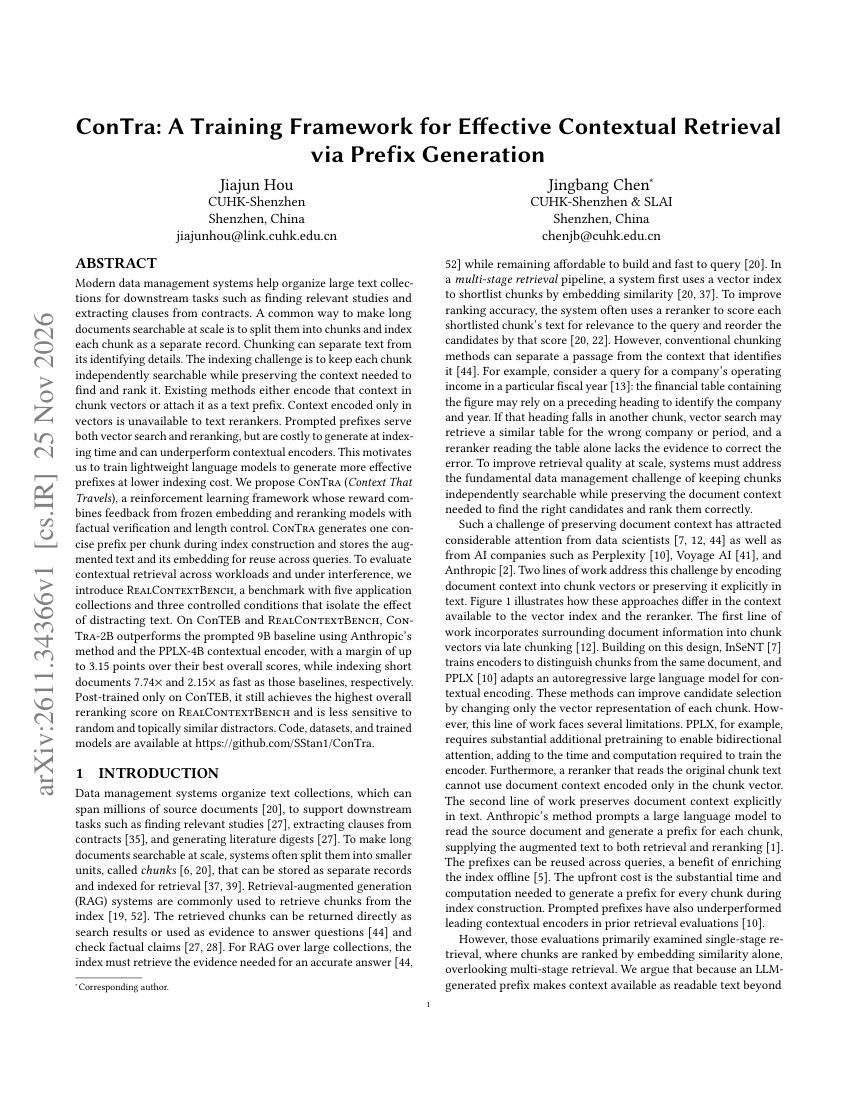 ConTra: A Training Framework for Effective Contextual Retrieval
via Prefix Generation
Jiajun Hou
CUHK-Shenzhen
Shenzhen, China
jiajunhou@link.cuhk.edu.cn
Jingbang Chen*
CUHK-Shenzhen & SLAI
Shenzhen, China
chenjb@cuhk.edu.cn
arXiv:2611.34366v1 [cs.IR] 25 Nov 2026
ABSTRACT
Modern data management systems help organize large text collec-
tions for downstream tasks such as finding relevant studies and
extracting clauses from contracts. A common way to make long
documents searchable at scale is to split them into chunks and index
each chunk as a separate record. Chunking can separate text from
its identifying details. The indexing challenge is to keep each chunk
independently searchable while preserving the context needed to
find and rank it. Existing methods either encode that context in
chunk vectors or attach it as a text prefix. Context encoded only in
vectors is unavailable to text rerankers. Prompted prefixes serve
both vector search and reranking, but are costly to generate at index-
ing time and can underperform contextual encoders. This motivates
us to train lightweight language models to generate more effective
prefixes at lower indexing cost. We propose ConTra (Context That
Travels), a reinforcement learning framework whose reward com-
bines feedback from frozen embedding and reranking models with
factual verification and length control. ConTra generates one con-
cise prefix per chunk during index construction and stores the aug-
mented text and its embedding for reuse across queries. To evaluate
contextual retrieval across workloads and under interference, we
introduce RealContextBench, a benchmark with five application
collections and three controlled conditions that isolate the effect
of distracting text. On ConTEB and RealContextBench, Con-
Tra-2B outperforms the prompted 9B baseline using Anthropic's
method and the PPLX-4B contextual encoder, with a margin of up
to 3.15 points over their best overall scores, while indexing short
documents 7.74× and 2.15× as fast as those baselines, respectively.
Post-trained only on ConTEB, it still achieves the highest overall
reranking score on RealContextBench and is less sensitive to
random and topically similar distractors. Code, datasets, and trained
models are available at https://github.com/SStan1/ConTra.
1 INTRODUCTION
Data management systems organize text collections, which can
span millions of source documents [20], to support downstream
tasks such as finding relevant studies [27], extracting clauses from
contracts [35], and generating literature digests [27]. To make long
documents searchable at scale, systems often split them into smaller
units, called chunks [6, 20], that can be stored as separate records
and indexed for retrieval [37, 39]. Retrieval-augmented generation
(RAG) systems are commonly used to retrieve chunks from the
index [19, 52]. The retrieved chunks can be returned directly as
search results or used as evidence to answer questions [44] and
check factual claims [27, 28]. For RAG over large collections, the
index must retrieve the evidence needed for an accurate answer [44,
*Corresponding author.
52] while remaining affordable to build and fast to query [20]. In
a multi-stage retrieval pipeline, a system first uses a vector index
to shortlist chunks by embedding similarity [20, 37]. To improve
ranking accuracy, the system often uses a reranker to score each
shortlisted chunk's text for relevance to the query and reorder the
candidates by that score [20, 22]. However, conventional chunking
methods can separate a passage from the context that identifies
it [44]. For example, consider a query for a company's operating
income in a particular fiscal year [13]: the financial table containing
the figure may rely on a preceding heading to identify the company
and year. If that heading falls in another chunk, vector search may
retrieve a similar table for the wrong company or period, and a
reranker reading the table alone lacks the evidence to correct the
error. To improve retrieval quality at scale, systems must address
the fundamental data management challenge of keeping chunks
independently searchable while preserving the document context
needed to find the right candidates and rank them correctly.
Such a challenge of preserving document context has attracted
considerable attention from data scientists [7, 12, 44] as well as
from AI companies such as Perplexity [10], Voyage AI [41], and
Anthropic [2]. Two lines of work address this challenge by encoding
document context into chunk vectors or preserving it explicitly in
text. Figure 1 illustrates how these approaches differ in the context
available to the vector index and the reranker. The first line of
work incorporates surrounding document information into chunk
vectors via late chunking [12]. Building on this design, InSeNT [7]
trains encoders to distinguish chunks from the same document, and
PPLX [10] adapts an autoregressive large language model for con-
textual encoding. These methods can improve candidate selection
by changing only the vector representation of each chunk. How-
ever, this line of work faces several limitations. PPLX, for example,
requires substantial additional pretraining to enable bidirectional
attention, adding to the time and computation required to train the
encoder. Furthermore, a reranker that reads the original chunk text
cannot use document context encoded only in the chunk vector.
The second line of work preserves document context explicitly
in text. Anthropic's method prompts a large language model to
read the source document and generate a prefix for each chunk,
supplying the augmented text to both retrieval and reranking [1].
The prefixes can be reused across queries, a benefit of enriching
the index offline [5]. The upfront cost is the substantial time and
computation needed to generate a prefix for every chunk during
index construction. Prompted prefixes have also underperformed
leading contextual encoders in prior retrieval evaluations [10].
However, those evaluations primarily examined single-stage re-
trieval, where chunks are ranked by embedding similarity alone,
overlooking multi-stage retrieval. We argue that because an LLM-
generated prefix makes context available as readable text beyond
1